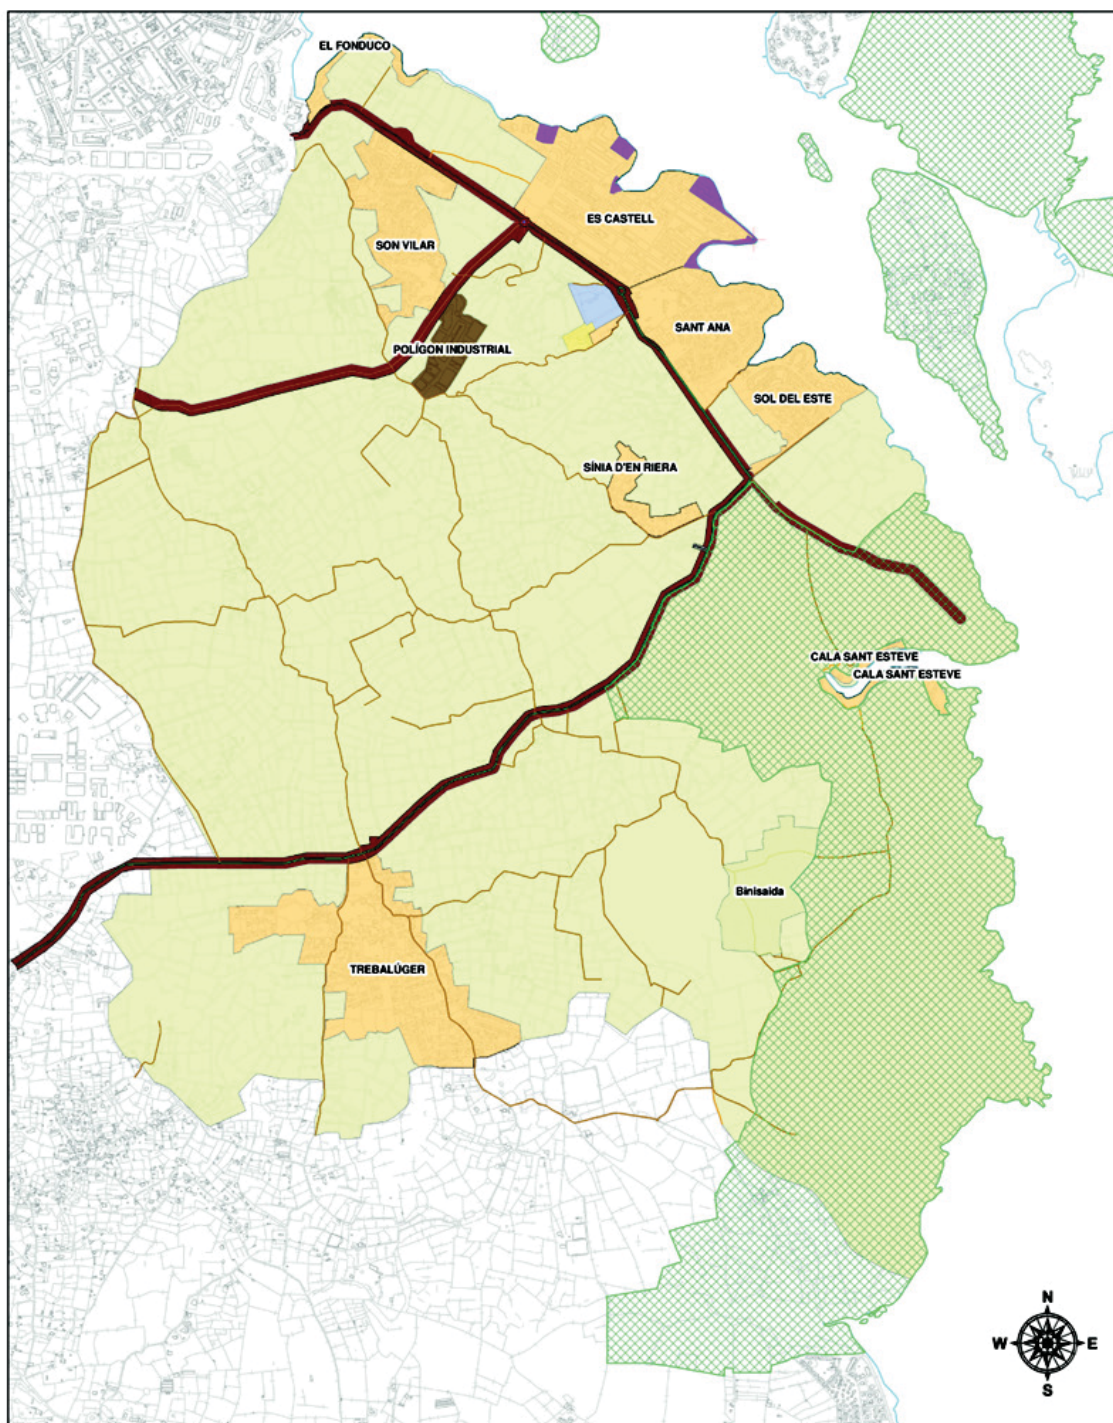 EL FONDUCO
ES CASTELL
SON VILAR
SANT ANA
POLÍGON INDUSTRIAL
SOL DEL ESTE
SÍNIA D'EN RIERA
CALA SANT ESTEVE
CALA SANT ESTEVE
Binisaida
TREBALÚGER
N
W E
S